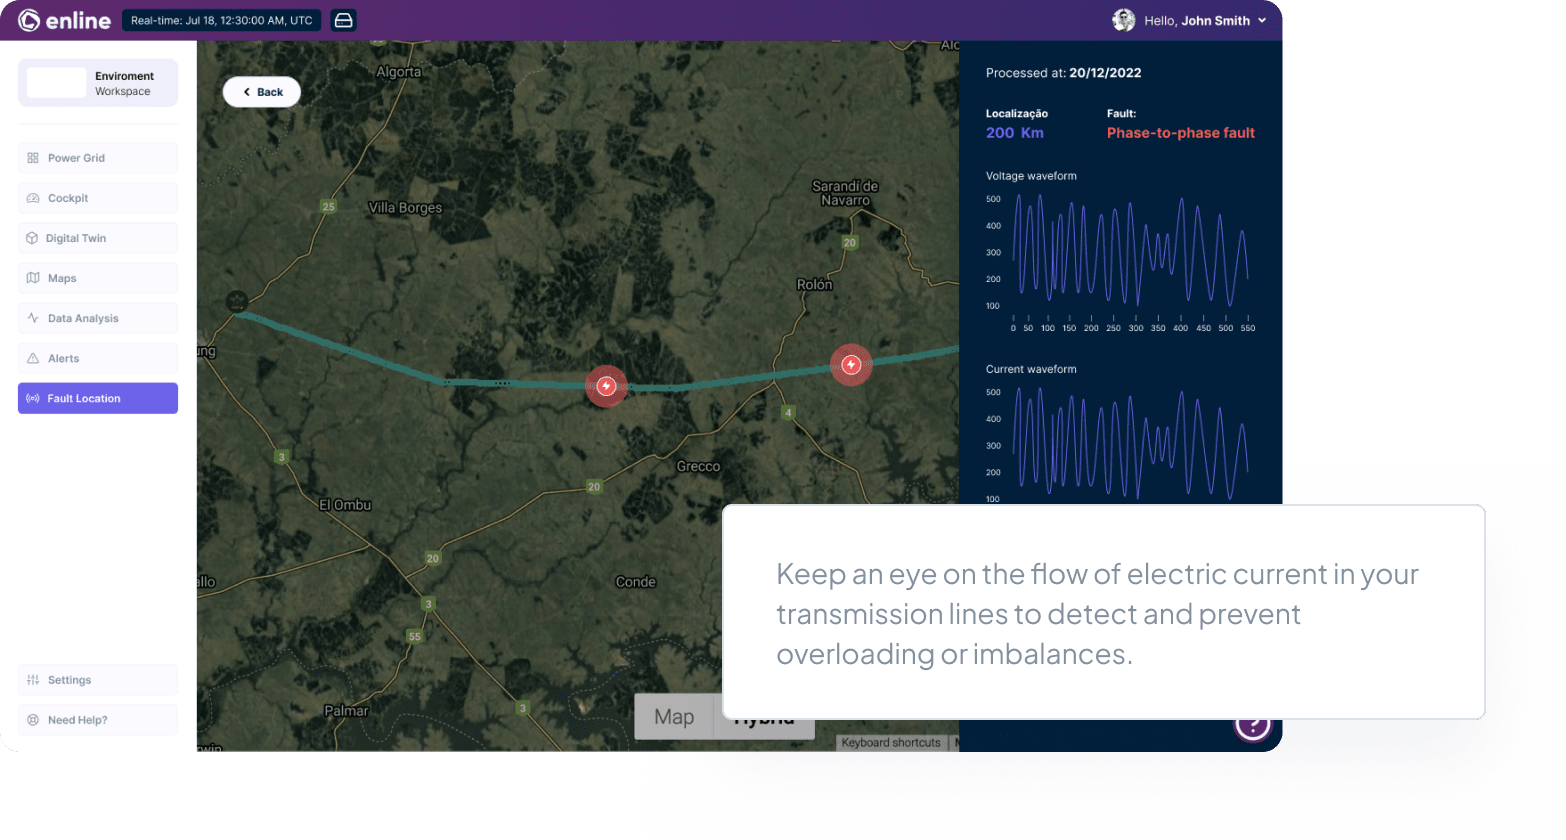 enline
Real-time: Jul 18, 12:30:00 AM, UTC
Hello, John Smith
Enviroment
Workspace
Power Grid
Cockpit
Digital Twin
Maps
Data Analysis
Alerts
Fault Location
Settings
Need Help?
Back
Algorta
25
Villa Borges
Sarandí de
Navarro
20
Rolón
4
3
Grecco
20
El Ombu
20
Conde
3
55
Palmar
3
Map
Hybrid
Keyboard shortcuts
Processed at: 20/12/2022
Localização
200 Km
Fault:
Phase-to-phase fault
Voltage waveform
500
400
300
200
100
0 50 100 150 200 250 300 350 400 450 500 550
Current waveform
500
400
300
200
100
Keep an eye on the flow of electric current in your
transmission lines to detect and prevent
overloading or imbalances.